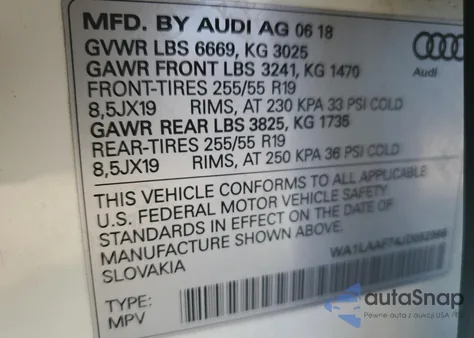 MFD. BY AUDI AG 06 18
GVWR LBS 6669, KG 3025
GAWR FRONT LBS 3241, KG 1470
FRONT-TIRES 255/55 R19
8,5JX19 RIMS, AT 230 KPA 33 PSI COLD
GAWR REAR LBS 3825, KG 1735
REAR-TIRES 255/55 R19
8,5JX19 RIMS, AT 250 KPA 36 PSI COLD
Audi
THIS VEHICLE CONFORMS TO ALL APPLICABLE
U.S. FEDERAL MOTOR VEHICLE SAFETY
STANDARDS IN EFFECT ON THE DATE OF
MANUFACTURE SHOWN ABOVE.
SLOVAKIA
TYPE:
MPV
autoSnap
Pewne auta z aukcji USA